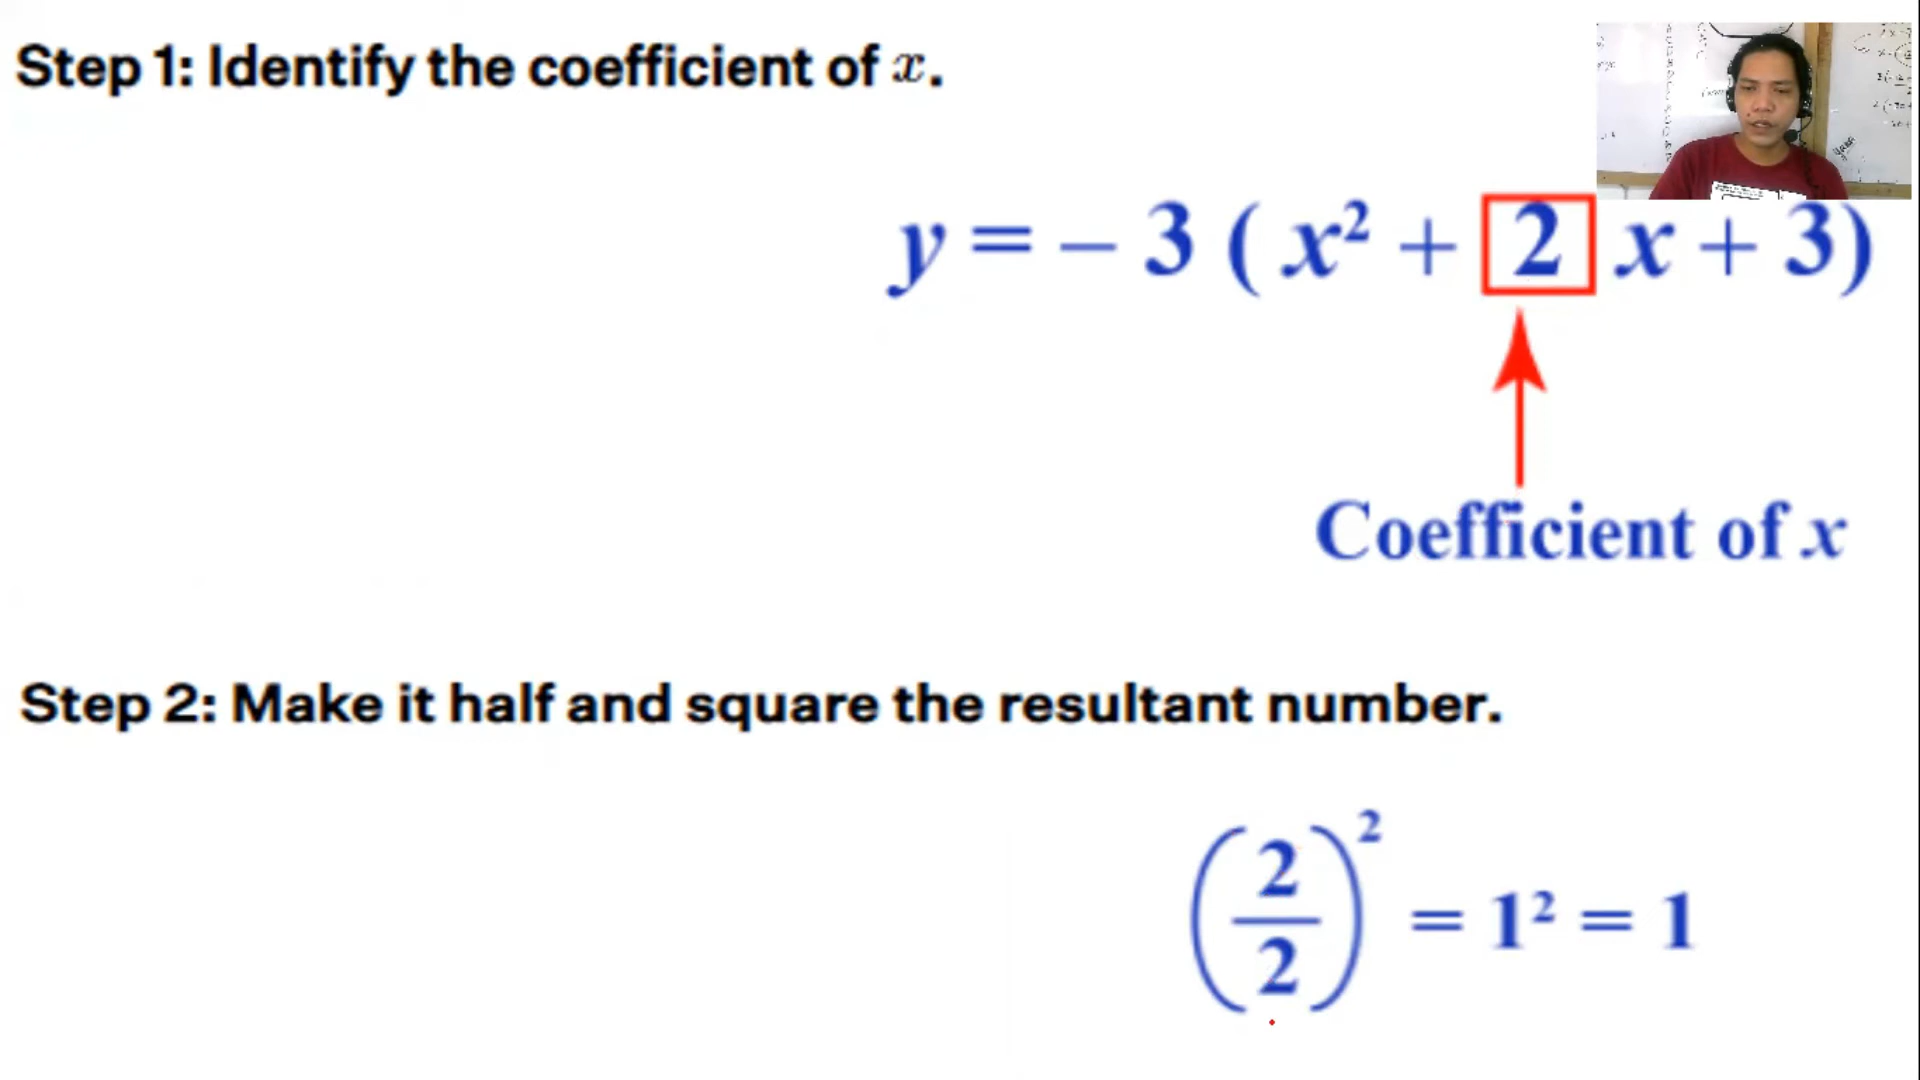 Step 1: Identify the coefficient of x.
y = – 3 ( x² + 2 x + 3)
Coefficient of x
Step 2: Make it half and square the resultant number.
(2/2)² = 1² = 1